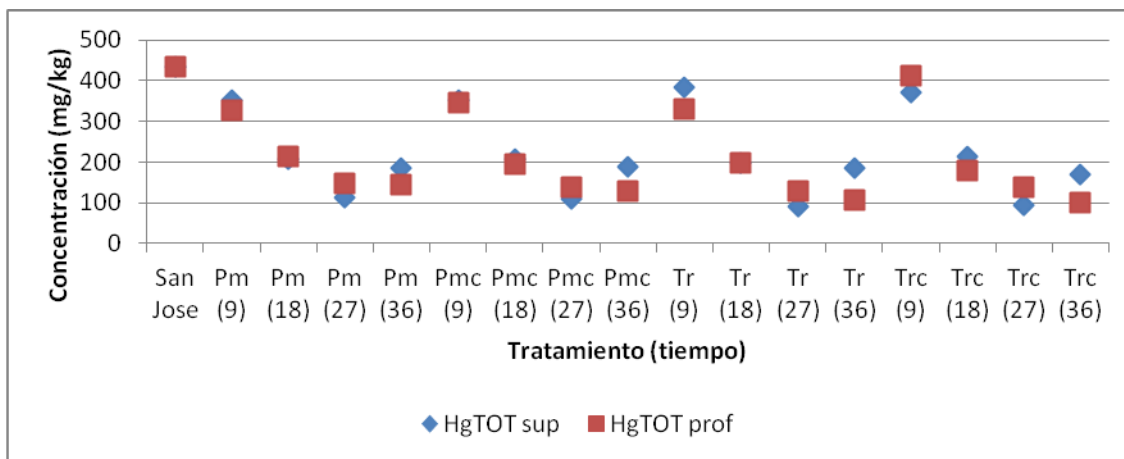 Concentración (mg/kg)
500
400
300
200
100
0
San Jose
Pm (9)
Pm (18)
Pm (27)
Pm (36)
Pmc (9)
Pmc (18)
Pmc (27)
Pmc (36)
Tr (9)
Tr (18)
Tr (27)
Tr (36)
Trc (9)
Trc (18)
Trc (27)
Trc (36)
Tratamiento (tiempo)
HgTOT sup
HgTOT prof